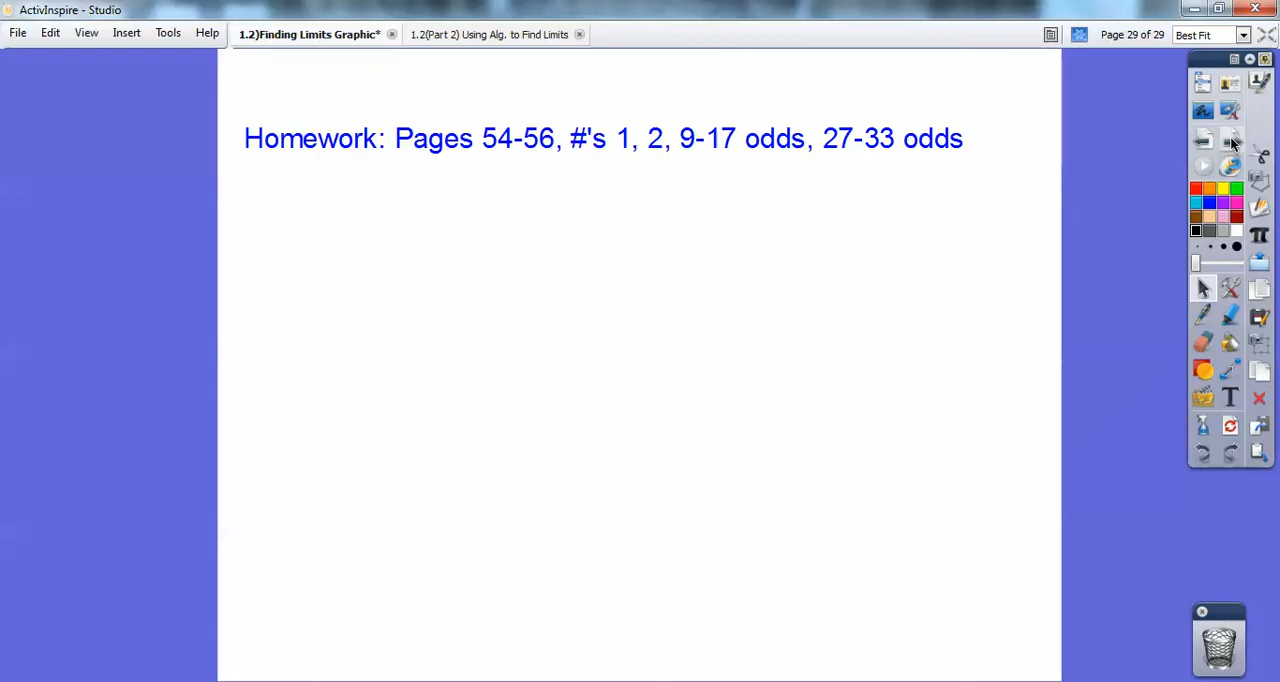 ActivInspire - Studio
File Edit View Insert Tools Help
1.2)Finding Limits Graphic* 1.2(Part 2) Using Alg. to Find Limits
Page 29 of 29 Best Fit
Homework: Pages 54-56, #'s 1, 2, 9-17 odds, 27-33 odds